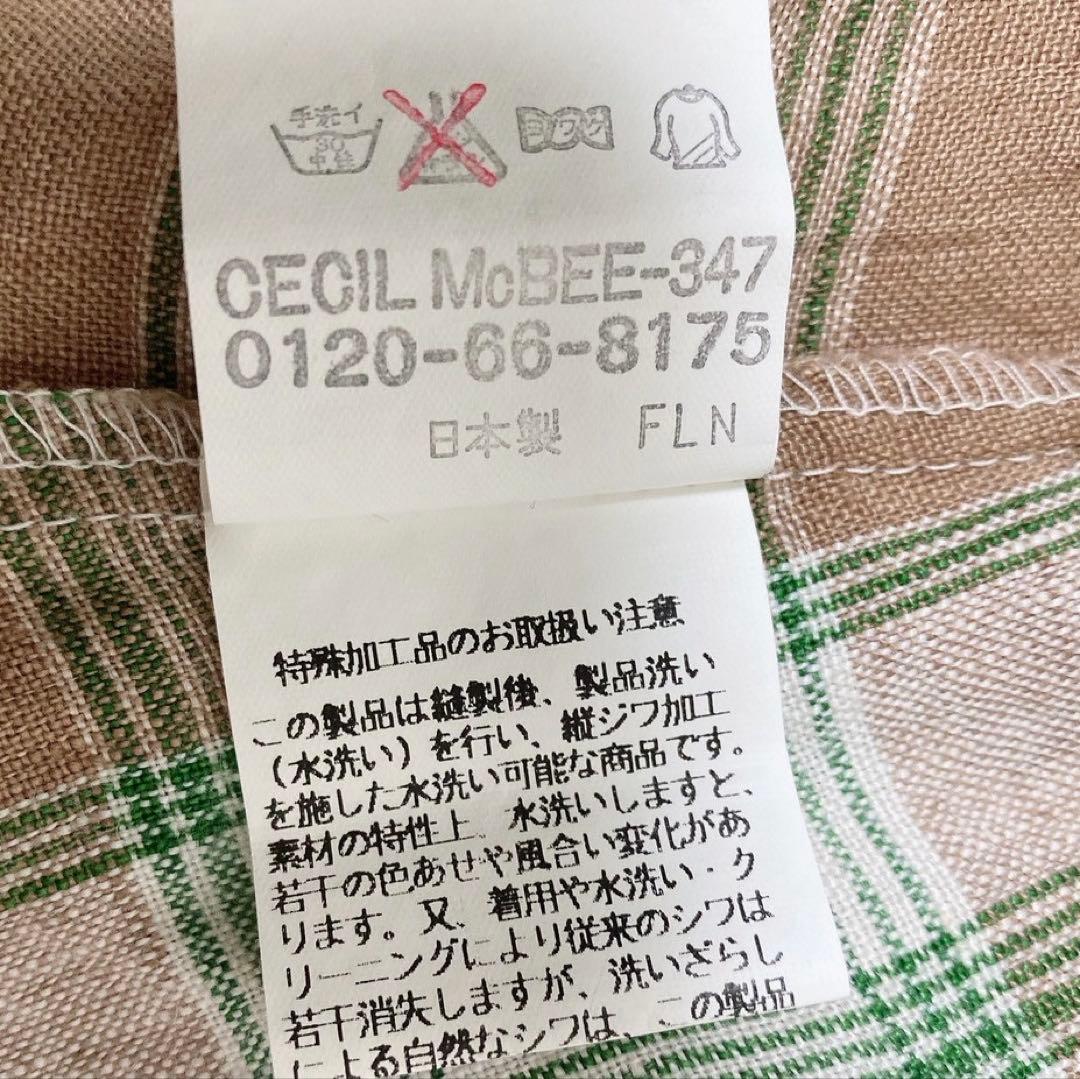 手洗イ
30
中性
ヨワク
CECIL McBEE-347
0120-66-8175
日本製 FLN
特殊加工品のお取扱い注意
この製品は縫製後、製品洗い
(水洗い)を行い、縦ジワ加工
を施した水洗い可能な商品です。
素材の特性上、水洗いしますと、
若干の色あせや風合い変化があ
ります。又、着用や水洗い・ク
リーニングにより従来のシワは
若干消失しますが、洗いざらし
による自然なシワは、この製品